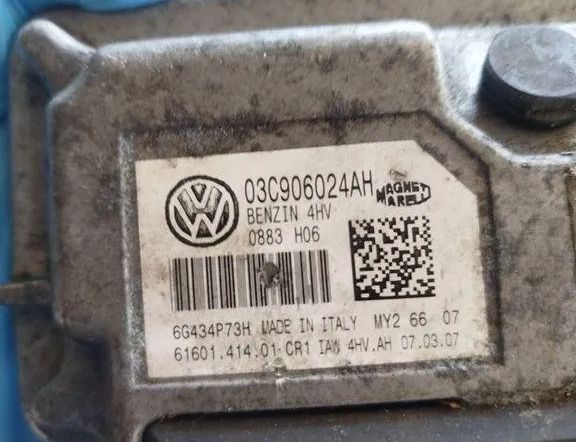 03C906024AH
BENZIN 4HV
0883 H06
MAGNETI
MARELLI
6G434P73H MADE IN ITALY MY2 66 07
61601.414.01 CR1 IAW 4HV.AH 07.03.07